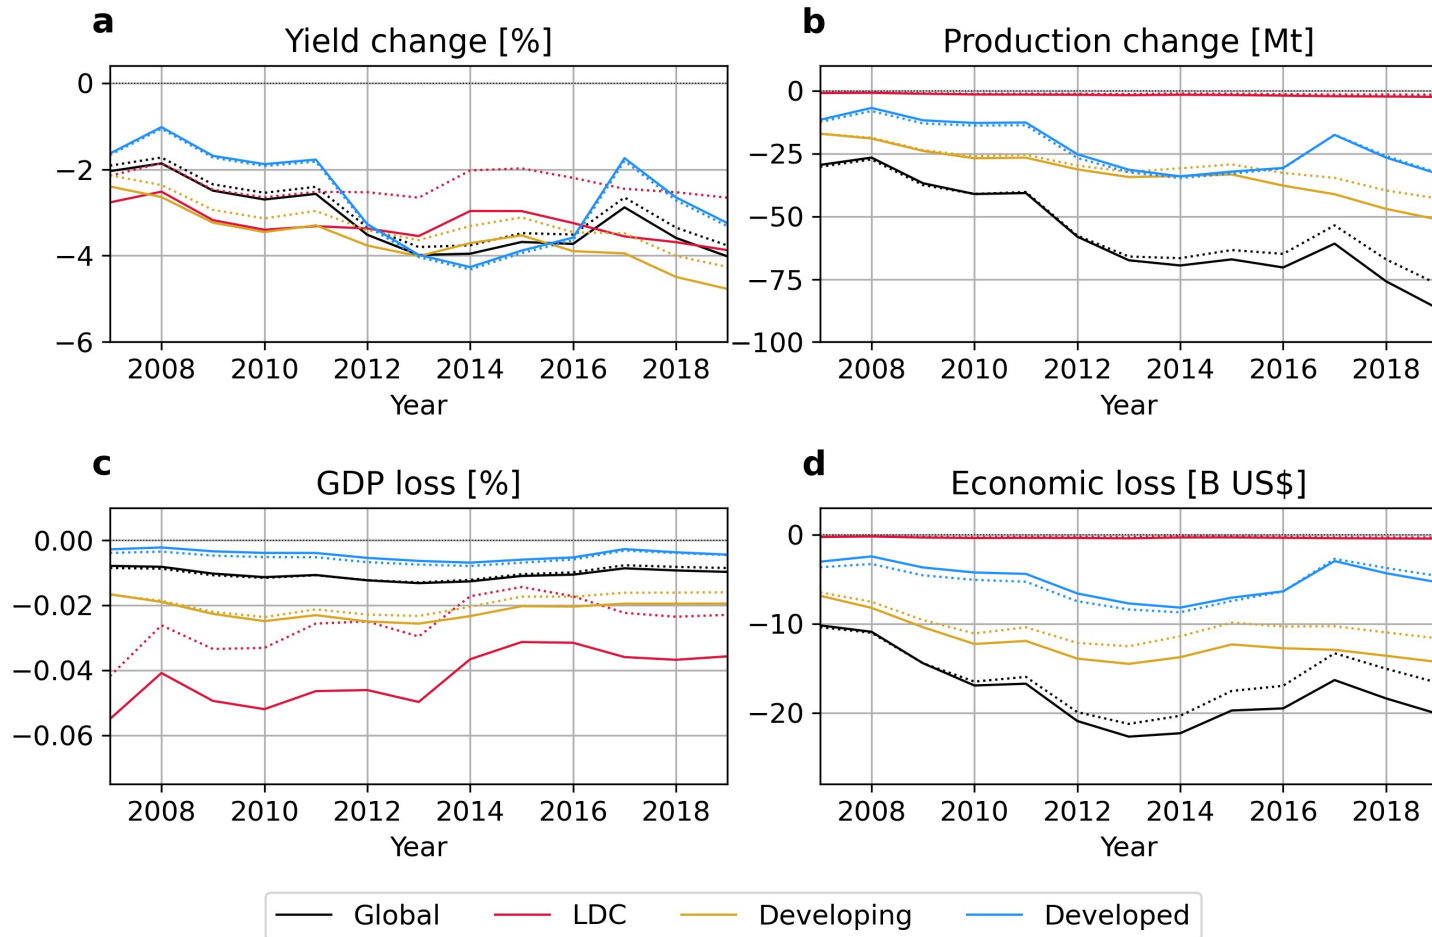 a
Yield change [%]
0
−2
−4
−6
2008 2010 2012 2014 2016 2018
Year
b
Production change [Mt]
0
−25
−50
−75
−100
2008 2010 2012 2014 2016 2018
Year
c
GDP loss [%]
0.00
−0.02
−0.04
−0.06
2008 2010 2012 2014 2016 2018
Year
d
Economic loss [B US$]
0
−10
−20
2008 2010 2012 2014 2016 2018
Year
Global LDC Developing Developed